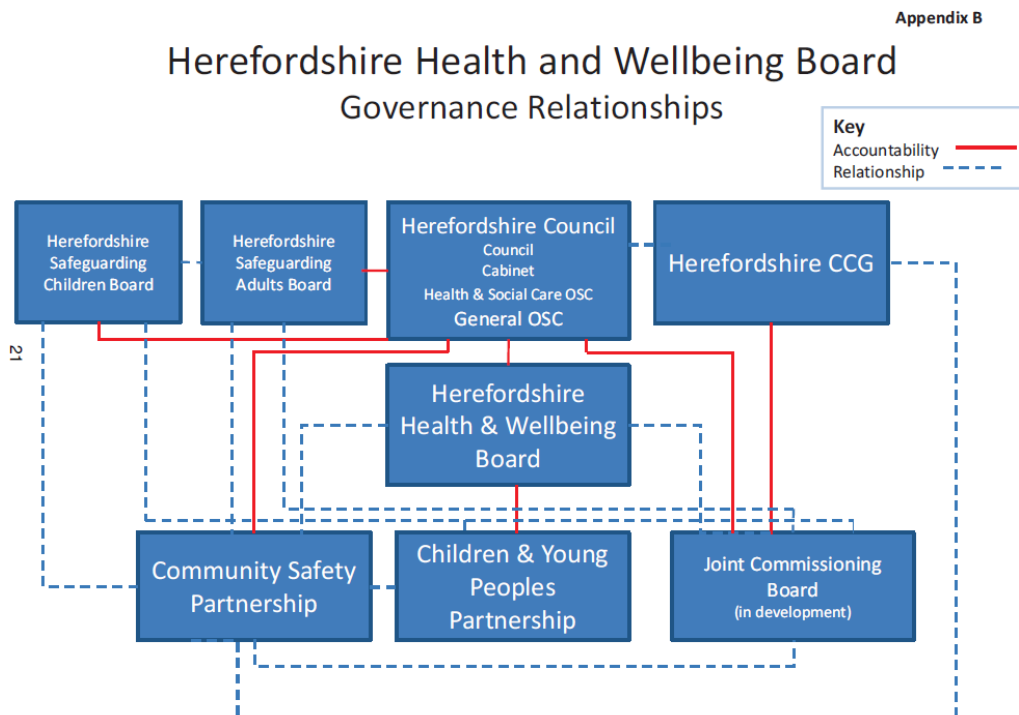 Appendix B
Herefordshire Health and Wellbeing Board
Governance Relationships
Key
Accountability
Relationship
Herefordshire
Safeguarding
Children Board
Herefordshire
Safeguarding
Adults Board
Herefordshire Council
Council
Cabinet
Health & Social Care OSC
General OSC
Herefordshire CCG
21
Herefordshire
Health & Wellbeing
Board
Community Safety
Partnership
Children & Young
Peoples
Partnership
Joint Commissioning
Board
(in development)